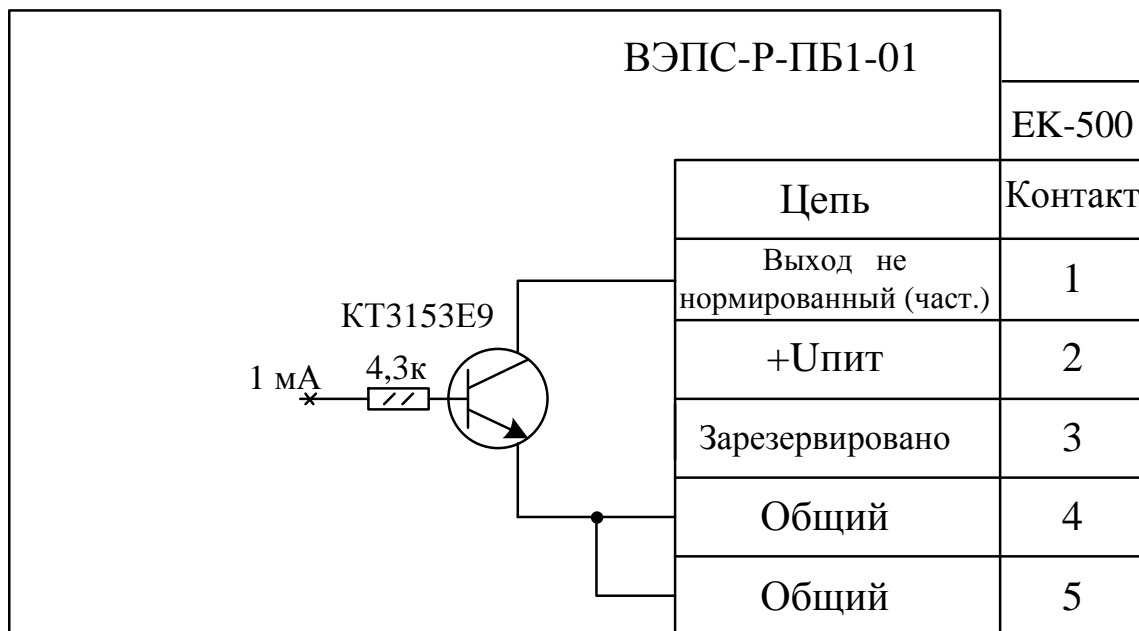 ВЭПС-Р-ПБ1-01
ЕК-500
Цепь
Контакт
Выход не
нормированный (част.)
1
КТ3153Е9
1 мА
4,3к
+Uпит
2
Зарезервировано
3
Общий
4
Общий
5